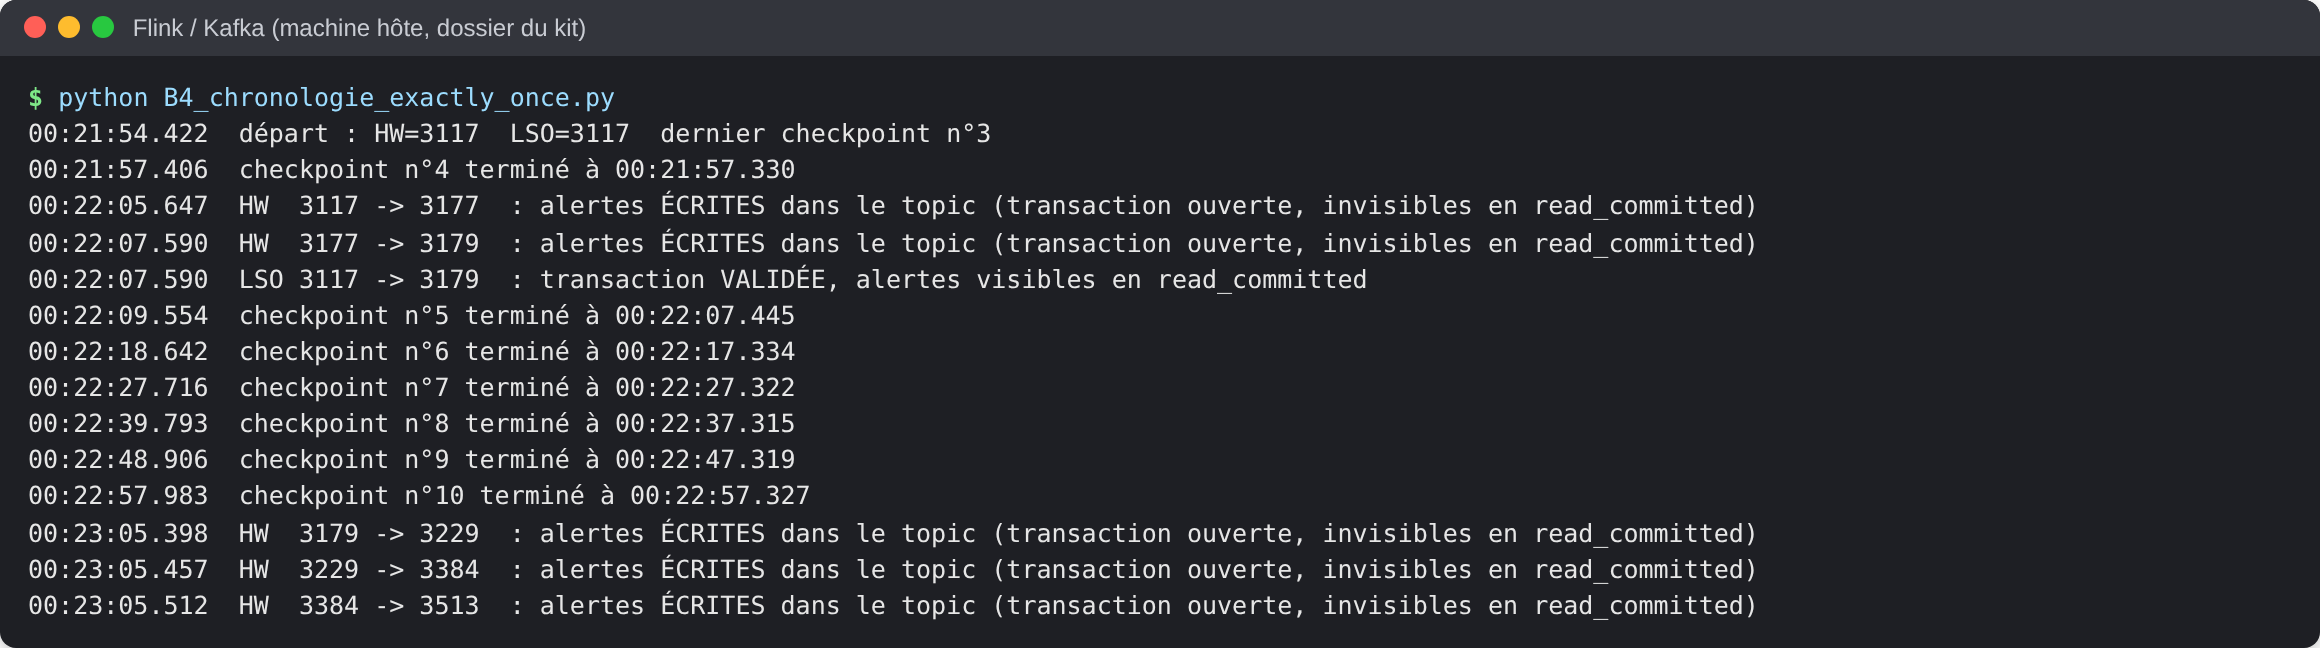 Flink / Kafka (machine hôte, dossier du kit)
$ python B4_chronologie_exactly_once.py
00:21:54.422  départ : HW=3117  LSO=3117  dernier checkpoint n°3
00:21:57.406  checkpoint n°4 terminé à 00:21:57.330
00:22:05.647  HW  3117 -> 3177  : alertes ÉCRITES dans le topic (transaction ouverte, invisibles en read_committed)
00:22:07.590  HW  3177 -> 3179  : alertes ÉCRITES dans le topic (transaction ouverte, invisibles en read_committed)
00:22:07.590  LSO 3117 -> 3179  : transaction VALIDÉE, alertes visibles en read_committed
00:22:09.554  checkpoint n°5 terminé à 00:22:07.445
00:22:18.642  checkpoint n°6 terminé à 00:22:17.334
00:22:27.716  checkpoint n°7 terminé à 00:22:27.322
00:22:39.793  checkpoint n°8 terminé à 00:22:37.315
00:22:48.906  checkpoint n°9 terminé à 00:22:47.319
00:22:57.983  checkpoint n°10 terminé à 00:22:57.327
00:23:05.398  HW  3179 -> 3229  : alertes ÉCRITES dans le topic (transaction ouverte, invisibles en read_committed)
00:23:05.457  HW  3229 -> 3384  : alertes ÉCRITES dans le topic (transaction ouverte, invisibles en read_committed)
00:23:05.512  HW  3384 -> 3513  : alertes ÉCRITES dans le topic (transaction ouverte, invisibles en read_committed)